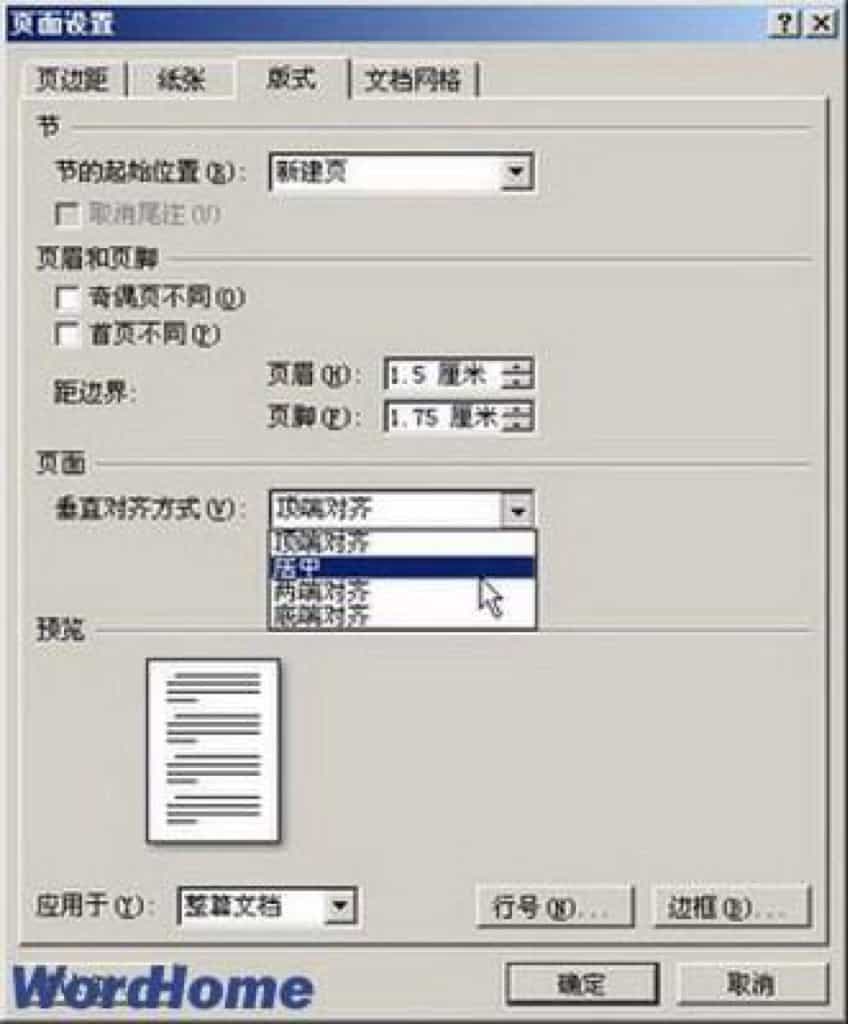 页面设置
页边距 纸张 版式 文档网格
节
节的起始位置(R): 新建页
取消尾注(U)
页眉和页脚
奇偶页不同(O)
首页不同(P)
距边界: 页眉(H): 1.5 厘米
页脚(F): 1.75 厘米
页面
垂直对齐方式(V): 顶端对齐
顶端对齐
居中
两端对齐
底端对齐
预览
应用于(Y): 整篇文档 行号(N)... 边框(B)...
WordHome 确定 取消